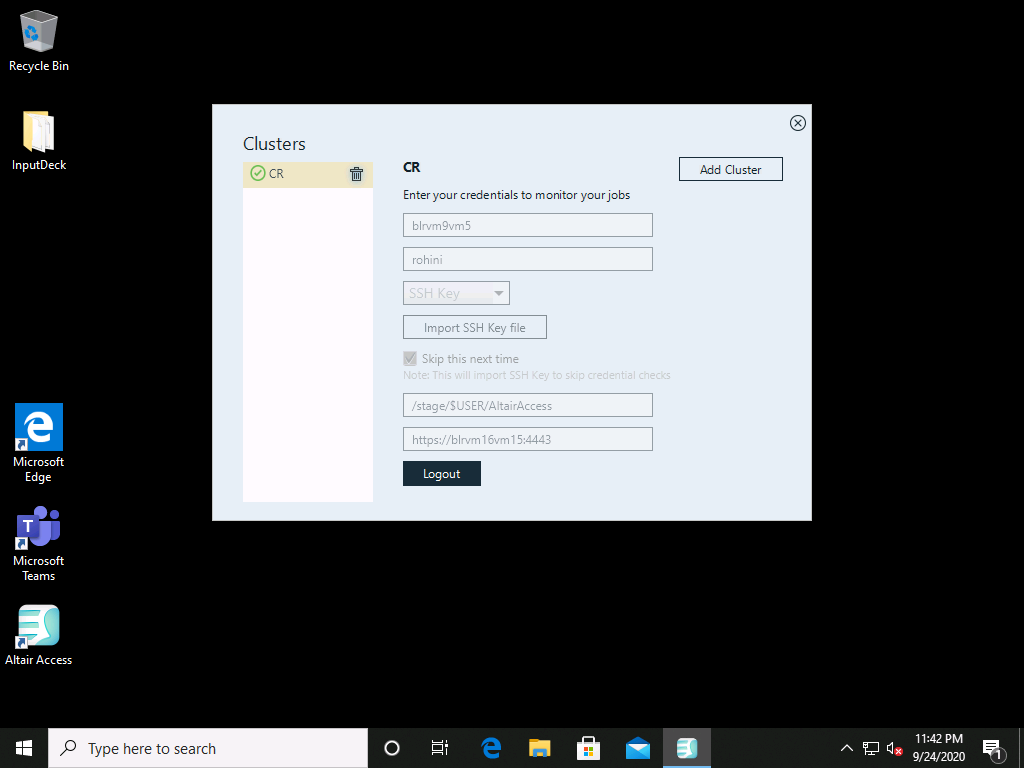 Recycle Bin
InputDeck
Microsoft
Edge
Microsoft
Teams
Altair Access
Clusters
CR
CR
Add Cluster
Enter your credentials to monitor your jobs
blrvm9vm5
rohini
SSH Key
Import SSH Key file
Skip this next time
Note: This will import SSH Key to skip credential checks
/stage/$USER/AltairAccess
https://blrvm16vm15:4443
Logout
Type here to search
11:42 PM
9/24/2020
1